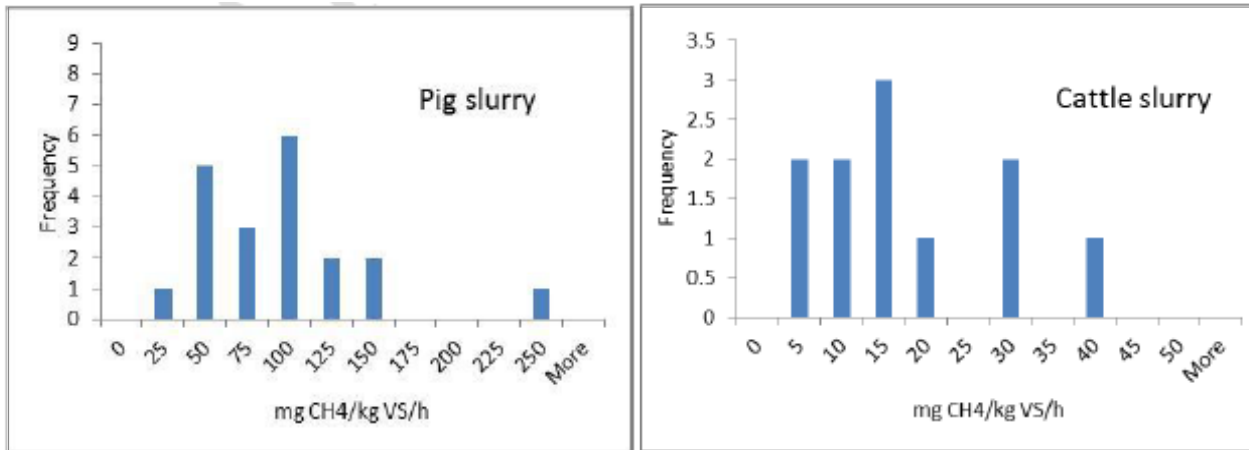 9
8
7
6
5
4
3
2
1
0
Frequency
Pig slurry
0 25 50 75 100 125 150 175 200 225 250 More
mg CH4/kg VS/h
3.5
3
2.5
2
1.5
1
0.5
0
Frequency
Cattle slurry
0 5 10 15 20 25 30 35 40 45 50 More
mg CH4/kg VS/h